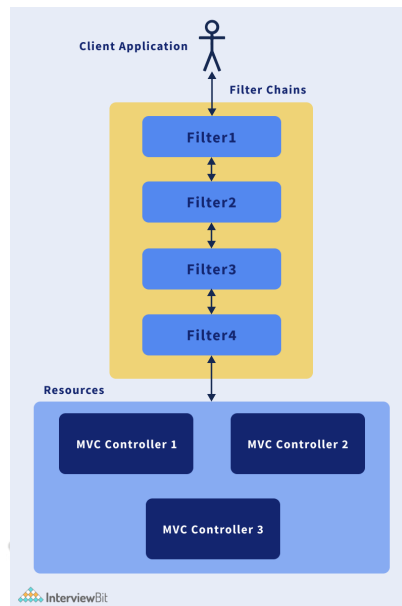 Client Application
Filter Chains
Filter1
Filter2
Filter3
Filter4
Resources
MVC Controller 1
MVC Controller 2
MVC Controller 3
InterviewBit